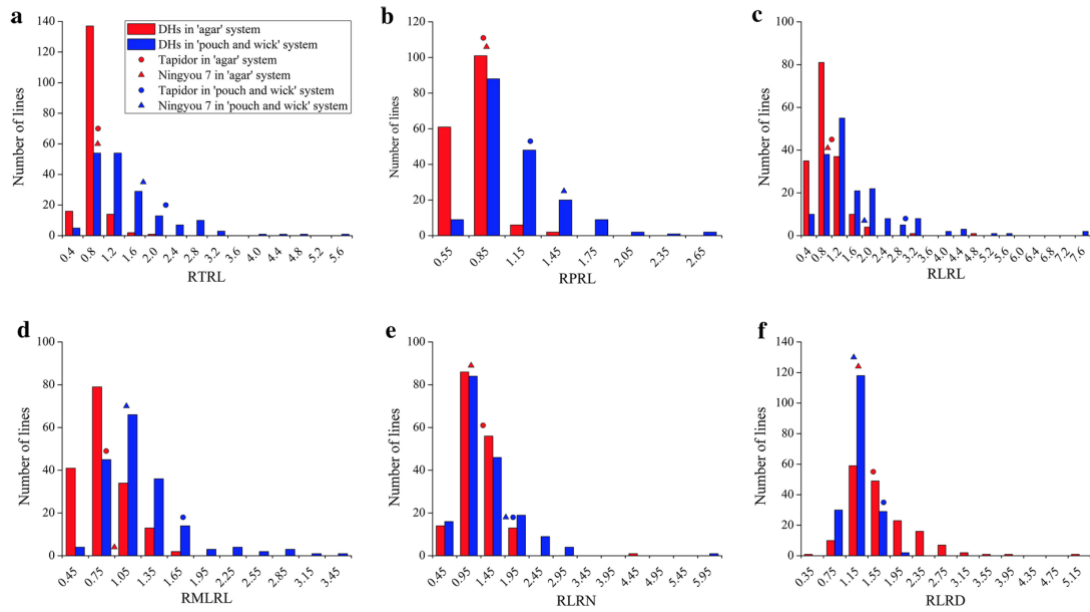 a
140
120
100
80
60
40
20
0
Number of lines
DHs in 'agar' system
DHs in 'pouch and wick' system
Tapidor in 'agar' system
Ningyou 7 in 'agar' system
Tapidor in 'pouch and wick' system
Ningyou 7 in 'pouch and wick' system
0.4 0.8 1.2 1.6 2.0 2.4 2.8 3.2 3.6 4.0 4.4 4.8 5.2 5.6
RTRL
b
120
100
80
60
40
20
0
Number of lines
0.55 0.85 1.15 1.45 1.75 2.05 2.35 2.65
RPRL
c
100
80
60
40
20
0
Number of lines
0.4 0.8 1.2 1.6 2.0 2.4 2.8 3.2 3.6 4.0 4.4 4.8 5.2 5.6 6.0 6.4 6.8 7.2 7.6
RLRL
d
100
80
60
40
20
0
Number of lines
0.45 0.75 1.05 1.35 1.65 1.95 2.25 2.55 2.85 3.15 3.45
RMLRL
e
100
80
60
40
20
0
Number of lines
0.45 0.95 1.45 1.95 2.45 2.95 3.45 3.95 4.45 4.95 5.45 5.95
RLRN
f
140
120
100
80
60
40
20
0
Number of lines
0.35 0.75 1.15 1.55 1.95 2.35 2.75 3.15 3.55 3.95 4.35 4.75 5.15
RLRD